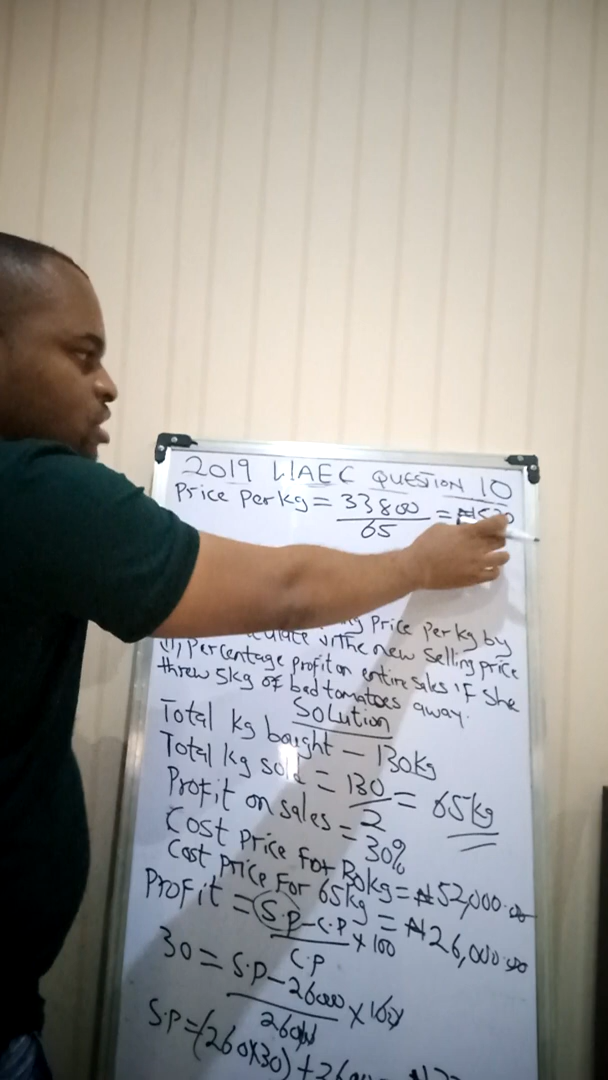 2019 WAEC QUESTION 10
Price Per kg = 33800/65 = ₦520
Price Per kg by
(ii) Percentage profit on entire sales if She
the new Selling price
threw 5kg of bad tomatoes away.
Solution
Total kg bought – 130kg
Total kg sold = 130/2 = 65kg
Profit on sales = 30%
Cost Price For 130kg = ₦52,000.00
Cost Price For 65kg = ₦26,000.00
Profit = S.P – C.P/C.P × 100
30 = S.P – 26000/26000 × 100
S.P = (260×30) +